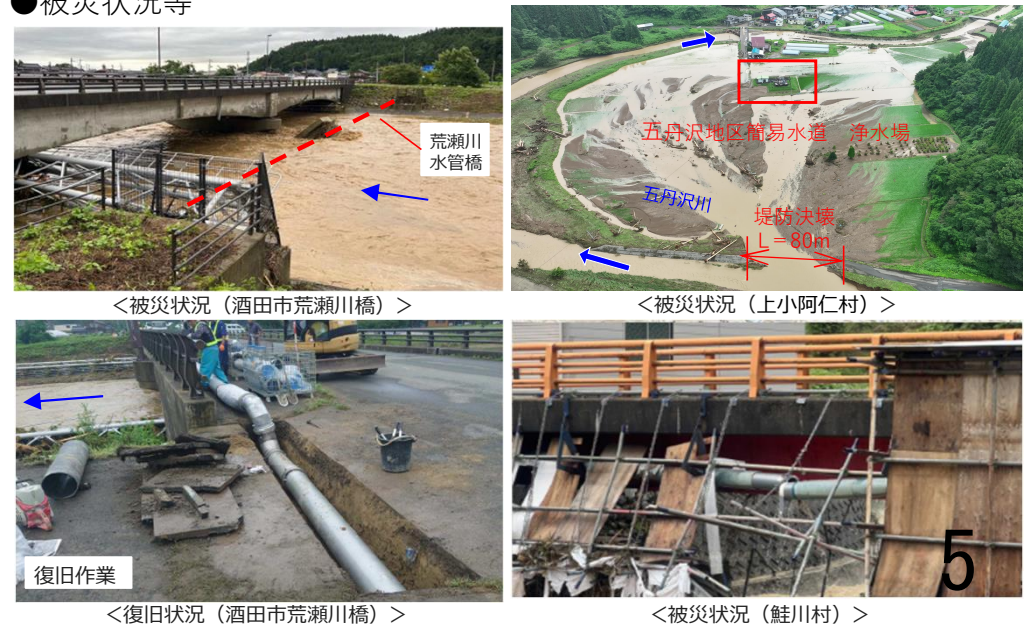 ●被災状況等
荒瀬川
水管橋
＜被災状況（酒田市荒瀬川橋）＞
五丹沢地区簡易水道　浄水場
五丹沢川
堤防決壊
L＝80m
＜被災状況（上小阿仁村）＞
復旧作業
＜復旧状況（酒田市荒瀬川橋）＞
5
＜被災状況（鮭川村）＞